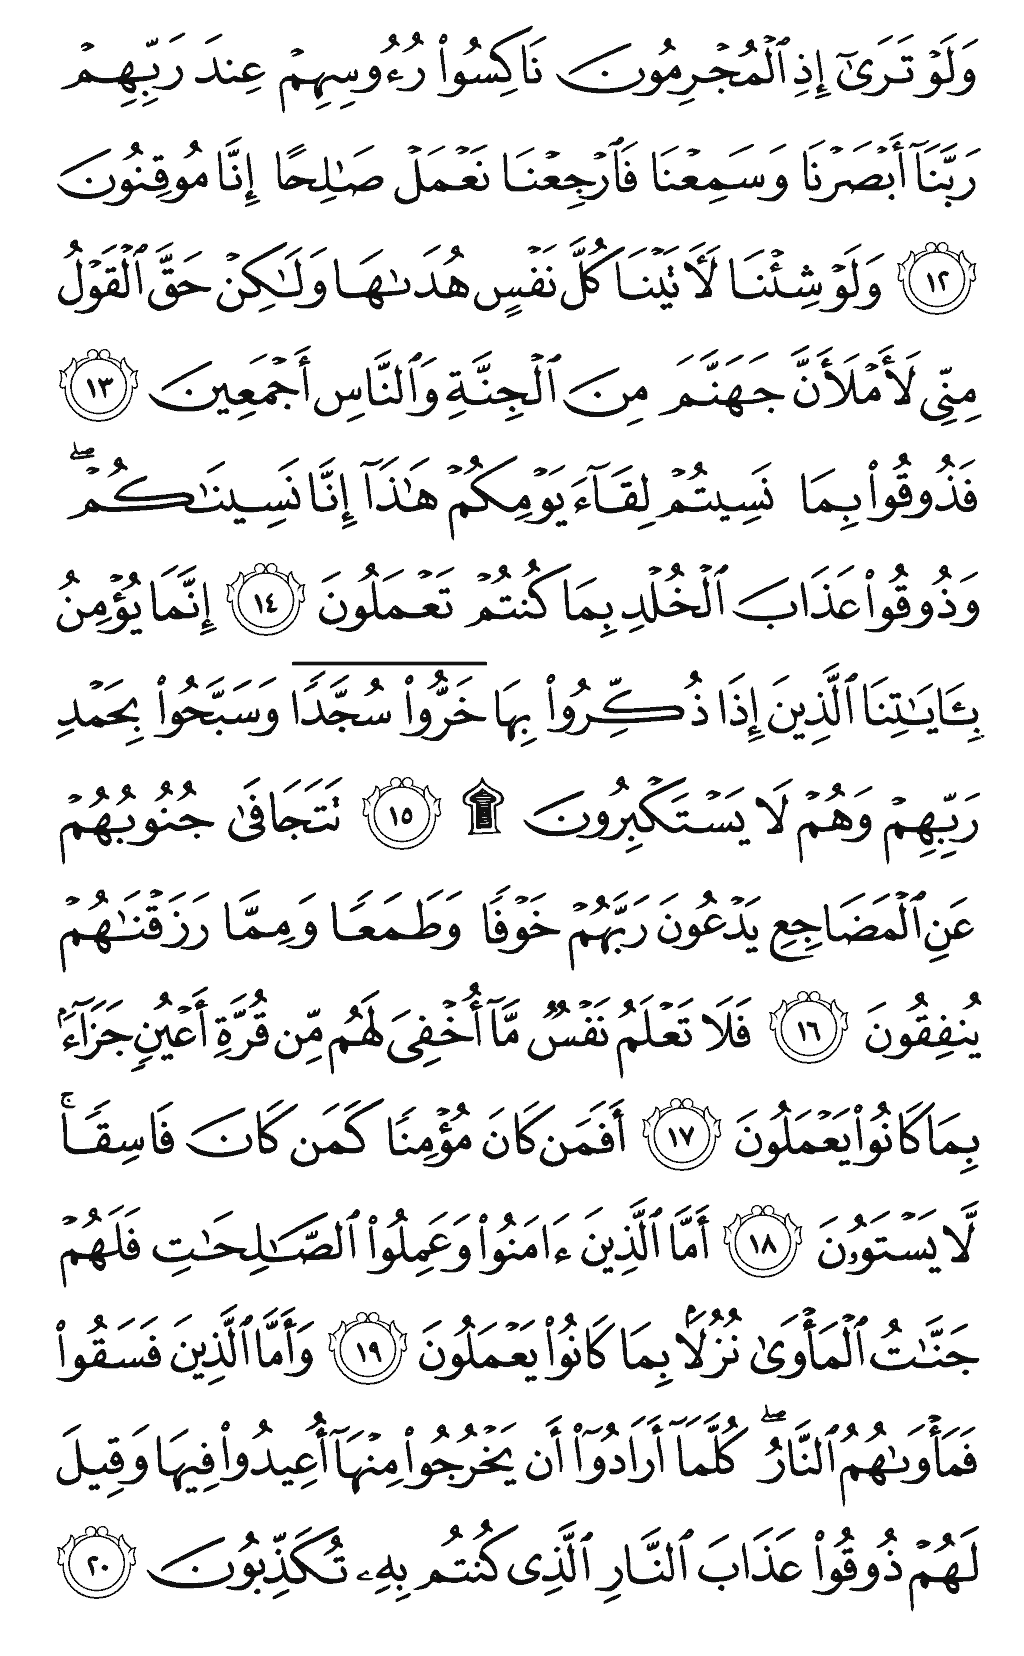 وَلَوْ تَرَىٰٓ إِذِ ٱلْمُجْرِمُونَ نَاكِسُوا۟ رُءُوسِهِمْ عِندَ رَبِّهِمْ
رَبَّنَآ أَبْصَرْنَا وَسَمِعْنَا فَٱرْجِعْنَا نَعْمَلْ صَٰلِحًا إِنَّا مُوقِنُونَ
١٢ وَلَوْ شِئْنَا لَءَاتَيْنَا كُلَّ نَفْسٍ هُدَىٰهَا وَلَٰكِنْ حَقَّ ٱلْقَوْلُ
مِنِّى لَأَمْلَأَنَّ جَهَنَّمَ مِنَ ٱلْجِنَّةِ وَٱلنَّاسِ أَجْمَعِينَ ١٣
فَذُوقُوا۟ بِمَا نَسِيتُمْ لِقَآءَ يَوْمِكُمْ هَٰذَآ إِنَّا نَسِينَٰكُمْ ۖ
وَذُوقُوا۟ عَذَابَ ٱلْخُلْدِ بِمَا كُنتُمْ تَعْمَلُونَ ١٤ إِنَّمَا يُؤْمِنُ
بِـَٔايَٰتِنَا ٱلَّذِينَ إِذَا ذُكِّرُوا۟ بِهَا خَرُّوا۟ سُجَّدًا وَسَبَّحُوا۟ بِحَمْدِ
رَبِّهِمْ وَهُمْ لَا يَسْتَكْبِرُونَ ۩ ١٥ تَتَجَافَىٰ جُنُوبُهُمْ
عَنِ ٱلْمَضَاجِعِ يَدْعُونَ رَبَّهُمْ خَوْفًا وَطَمَعًا وَمِمَّا رَزَقْنَٰهُمْ
يُنفِقُونَ ١٦ فَلَا تَعْلَمُ نَفْسٌ مَّآ أُخْفِىَ لَهُم مِّن قُرَّةِ أَعْيُنٍ جَزَآءًۢ
بِمَا كَانُوا۟ يَعْمَلُونَ ١٧ أَفَمَن كَانَ مُؤْمِنًا كَمَن كَانَ فَاسِقًا ۚ
لَّا يَسْتَوُۥنَ ١٨ أَمَّا ٱلَّذِينَ ءَامَنُوا۟ وَعَمِلُوا۟ ٱلصَّٰلِحَٰتِ فَلَهُمْ
جَنَّٰتُ ٱلْمَأْوَىٰ نُزُلًۢا بِمَا كَانُوا۟ يَعْمَلُونَ ١٩ وَأَمَّا ٱلَّذِينَ فَسَقُوا۟
فَمَأْوَىٰهُمُ ٱلنَّارُ ۖ كُلَّمَآ أَرَادُوٓا۟ أَن يَخْرُجُوا۟ مِنْهَآ أُعِيدُوا۟ فِيهَا وَقِيلَ
لَهُمْ ذُوقُوا۟ عَذَابَ ٱلنَّارِ ٱلَّذِى كُنتُم بِهِۦ تُكَذِّبُونَ ٢٠